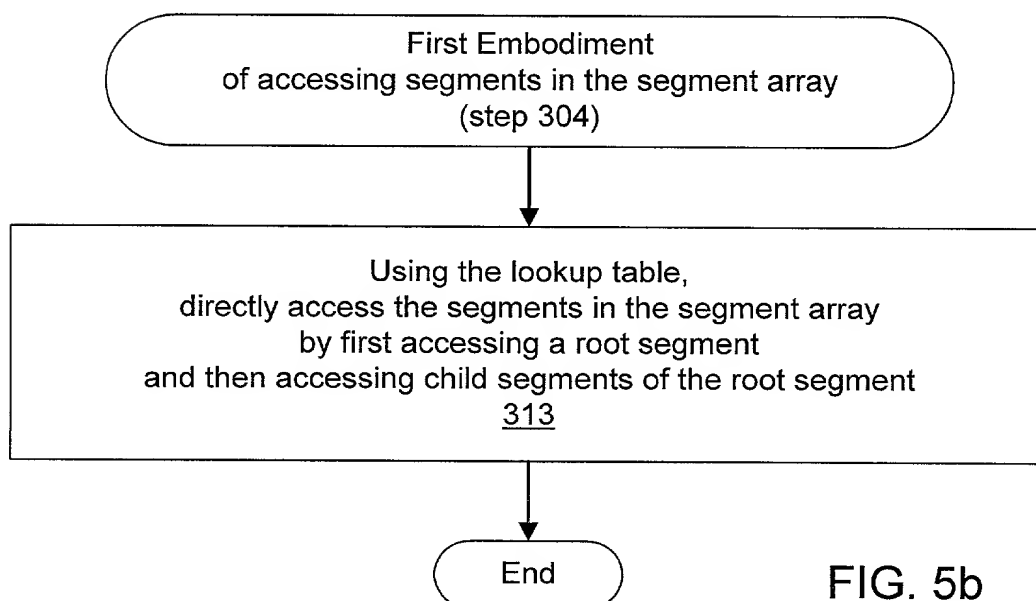 First Embodiment
of accessing segments in the segment array
(step 304)
Using the lookup table,
directly access the segments in the segment array
by first accessing a root segment
and then accessing child segments of the root segment
313
End
FIG. 5b